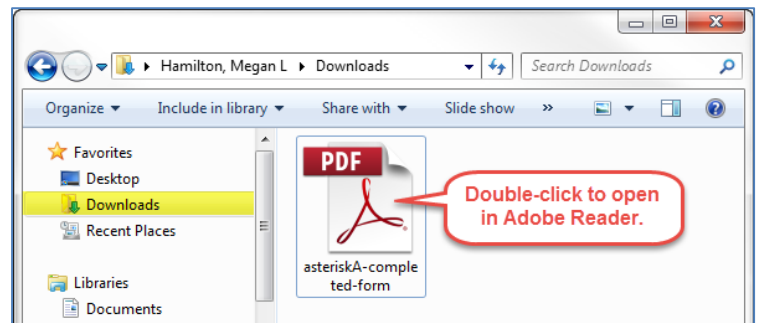 Hamilton, Megan L ▸ Downloads
Search Downloads
Organize
Include in library
Share with
Slide show
»
Favorites
Desktop
Downloads
Recent Places
Libraries
Documents
PDF
asteriskA-comple
ted-form
Double-click to open
in Adobe Reader.